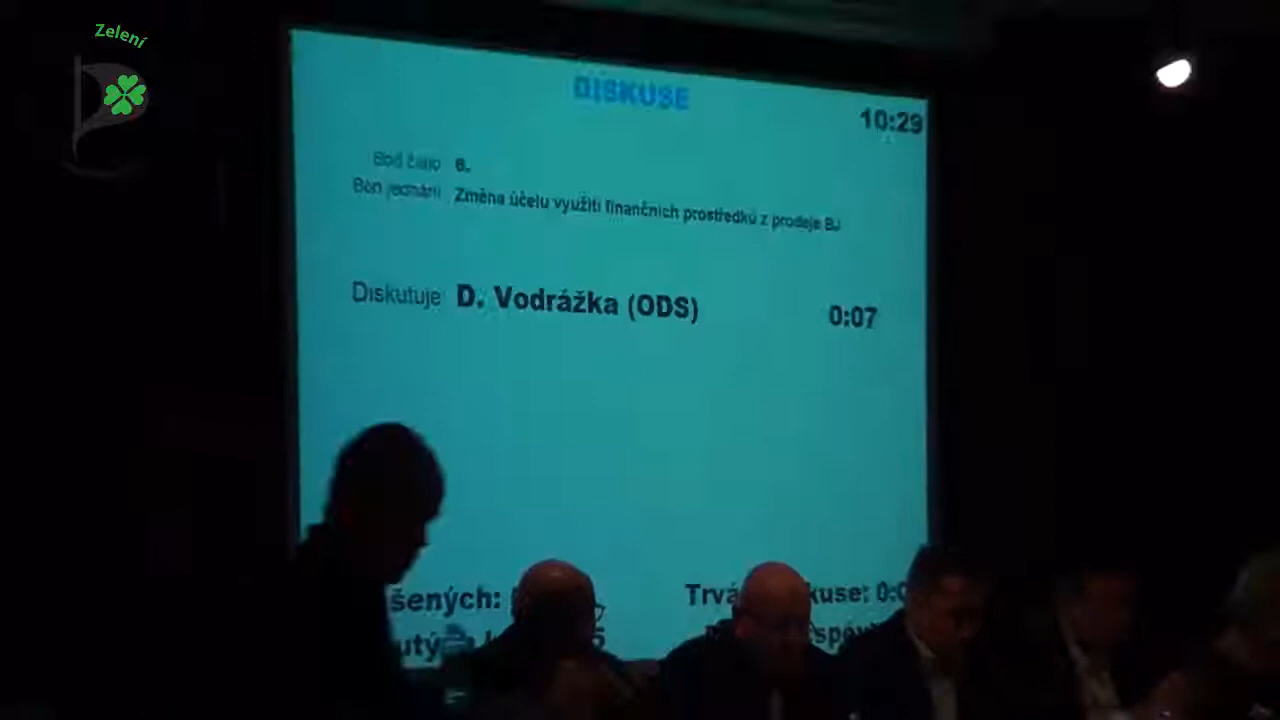 Zelení
DISKUSE
10:29
Bod číslo 6.
Bod jednání Změna účelu využití finančních prostředků z prodeje BJ
Diskutuje D. Vodrážka (ODS) 0:07
šených:
Trvá kuse: